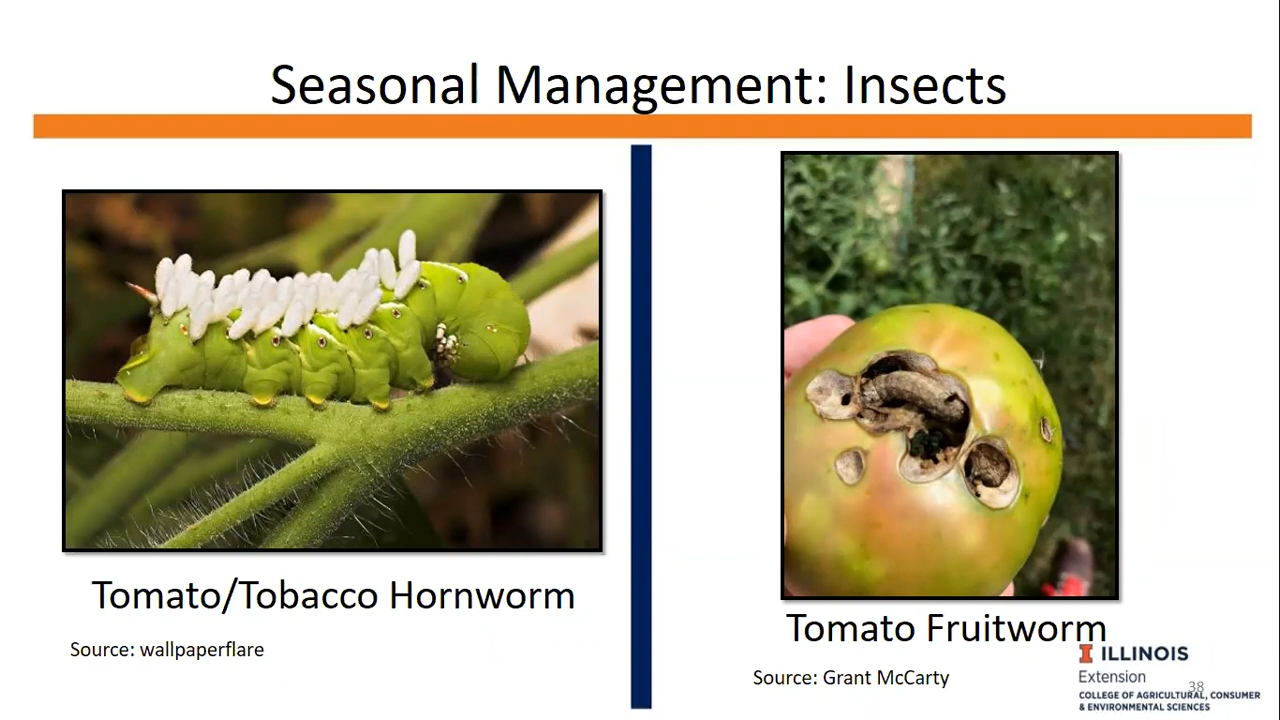 Seasonal Management: Insects
Tomato/Tobacco Hornworm
Source: wallpaperflare
Tomato Fruitworm
Source: Grant McCarty
I ILLINOIS
Extension
38
COLLEGE OF AGRICULTURAL, CONSUMER
& ENVIRONMENTAL SCIENCES